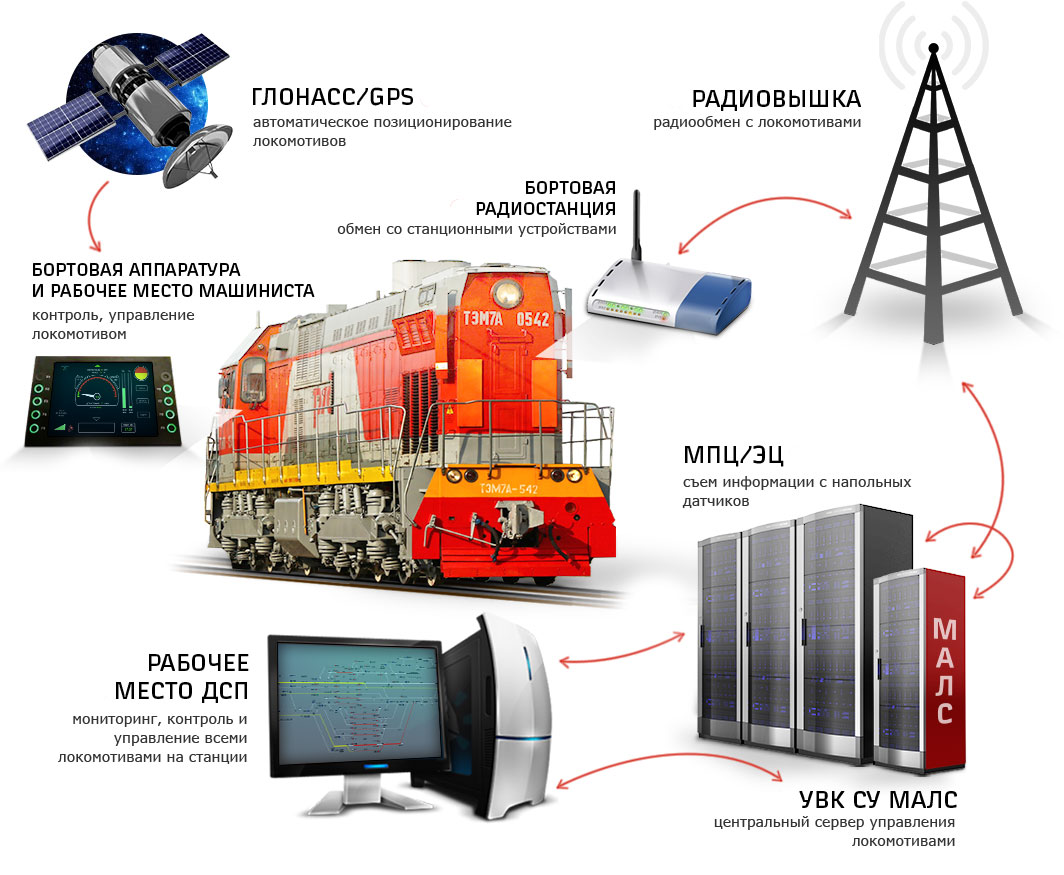 ГЛОНАСС/GPS
автоматическое позиционирование
локомотивов
РАДИОВЫШКА
радиообмен с локомотивами
БОРТОВАЯ
РАДИОСТАНЦИЯ
обмен со станционными устройствами
БОРТОВАЯ АППАРАТУРА
И РАБОЧЕЕ МЕСТО МАШИНИСТА
контроль, управление
локомотивом
ТЭМ7А 0542
ТЭМ7А-542
МПЦ/ЭЦ
съем информации с напольных
датчиков
МАЛС
РАБОЧЕЕ
МЕСТО ДСП
мониторинг, контроль и
управление всеми
локомотивами на станции
УВК СУ МАЛС
центральный сервер управления
локомотивами